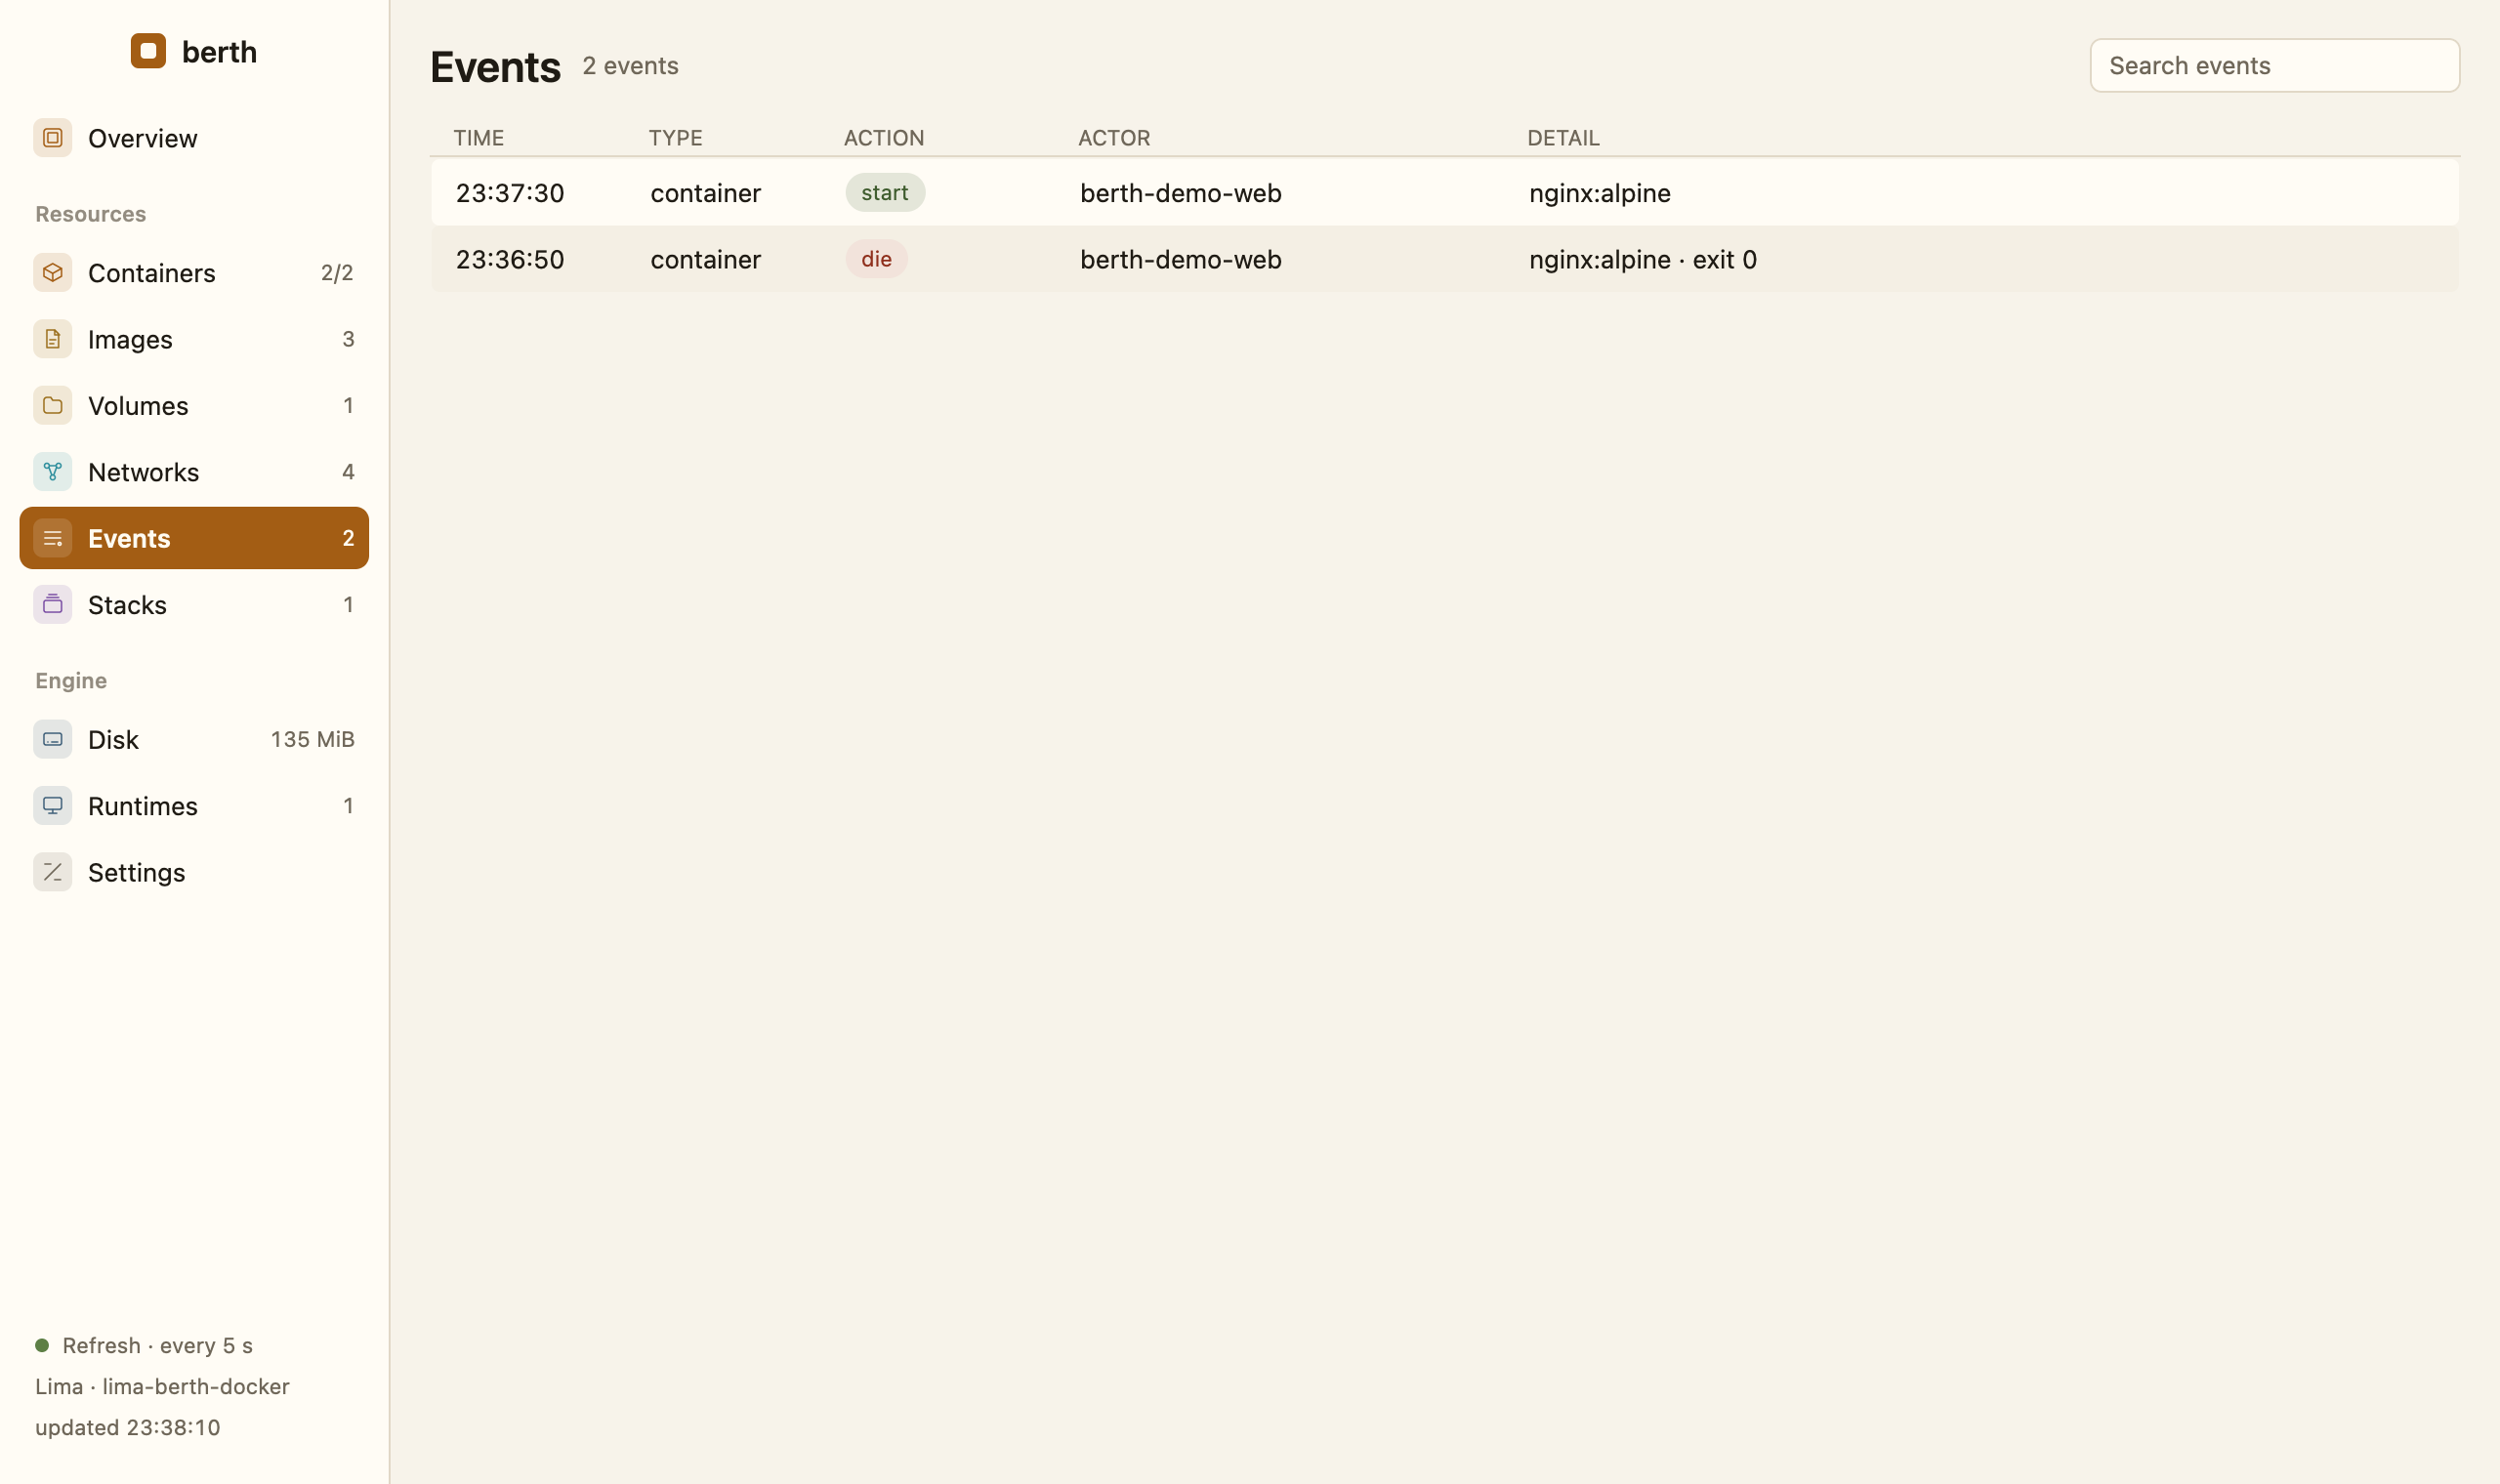 berth
Overview
Resources
Containers 2/2
Images 3
Volumes 1
Networks 4
Events 2
Stacks 1
Engine
Disk 135 MiB
Runtimes 1
Settings
Refresh · every 5 s
Lima · lima-berth-docker
updated 23:38:10
Events 2 events
Search events
TIME TYPE ACTION ACTOR DETAIL
23:37:30 container start berth-demo-web nginx:alpine
23:36:50 container die berth-demo-web nginx:alpine · exit 0